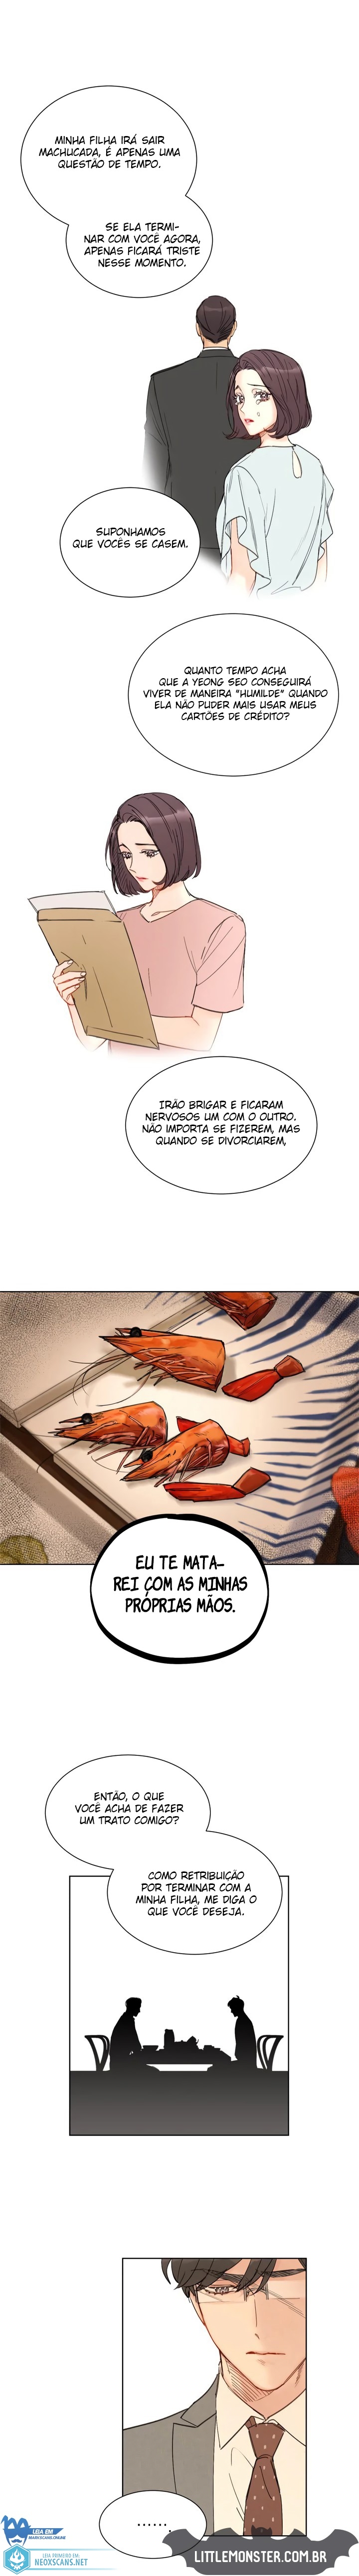 MINHA FILHA IRÁ SAIR
MACHUCADA, É APENAS UMA
QUESTÃO DE TEMPO.
SE ELA TERMI-
NAR COM VOCÊ AGORA,
APENAS FICARÁ TRISTE
NESSE MOMENTO.
SUPONHAMOS
QUE VOCÊS SE CASEM.
QUANTO TEMPO ACHA
QUE A YEONG SEO CONSEGUIRÁ
VIVER DE MANEIRA "HUMILDE" QUANDO
ELA NÃO PUDER MAIS USAR MEUS
CARTÕES DE CRÉDITO?
IRÃO BRIGAR E FICARAM
NERVOSOS UM COM O OUTRO.
NÃO IMPORTA SE FIZEREM, MAS
QUANDO SE DIVORCIAREM,
EU TE MATA-
REI COM AS MINHAS
PRÓPRIAS MÃOS.
ENTÃO, O QUE
VOCÊ ACHA DE FAZER
UM TRATO COMIGO?
COMO RETRIBUIÇÃO
POR TERMINAR COM A
MINHA FILHA, ME DIGA O
QUE VOCÊ DESEJA.
......
LEIA EM
LEIA PRIMEIRO EM:
NEOXSCANS.NET
LITTLEMONSTER.COM.BR